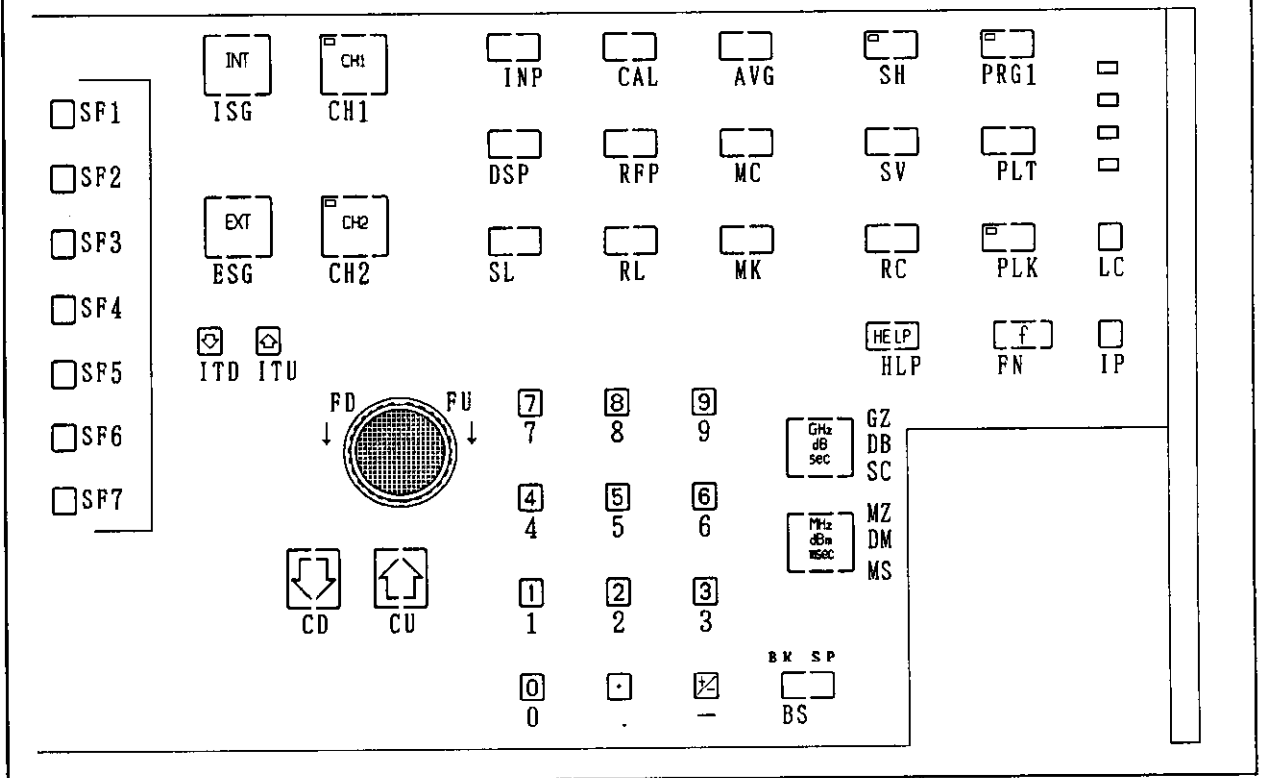 INT CH1
ISG CH1 INP CAL AVG SH PRG1
SF1
DSP RFP MC SV PLT
SF2
EXT CH2
SF3
ESG CH2 SL RL MK RC PLK LC
SF4
HELP f
ITD ITU HLP FN IP
SF5
FD FU 7 8 9
7 8 9
GHz dB sec
GZ
DB
SC
SF6
SF7
4 5 6
4 5 6
MHz dBm msec
MZ
DM
MS
1 2 3
CD CU 1 2 3
BK SP
0 . +/-
0 . — BS